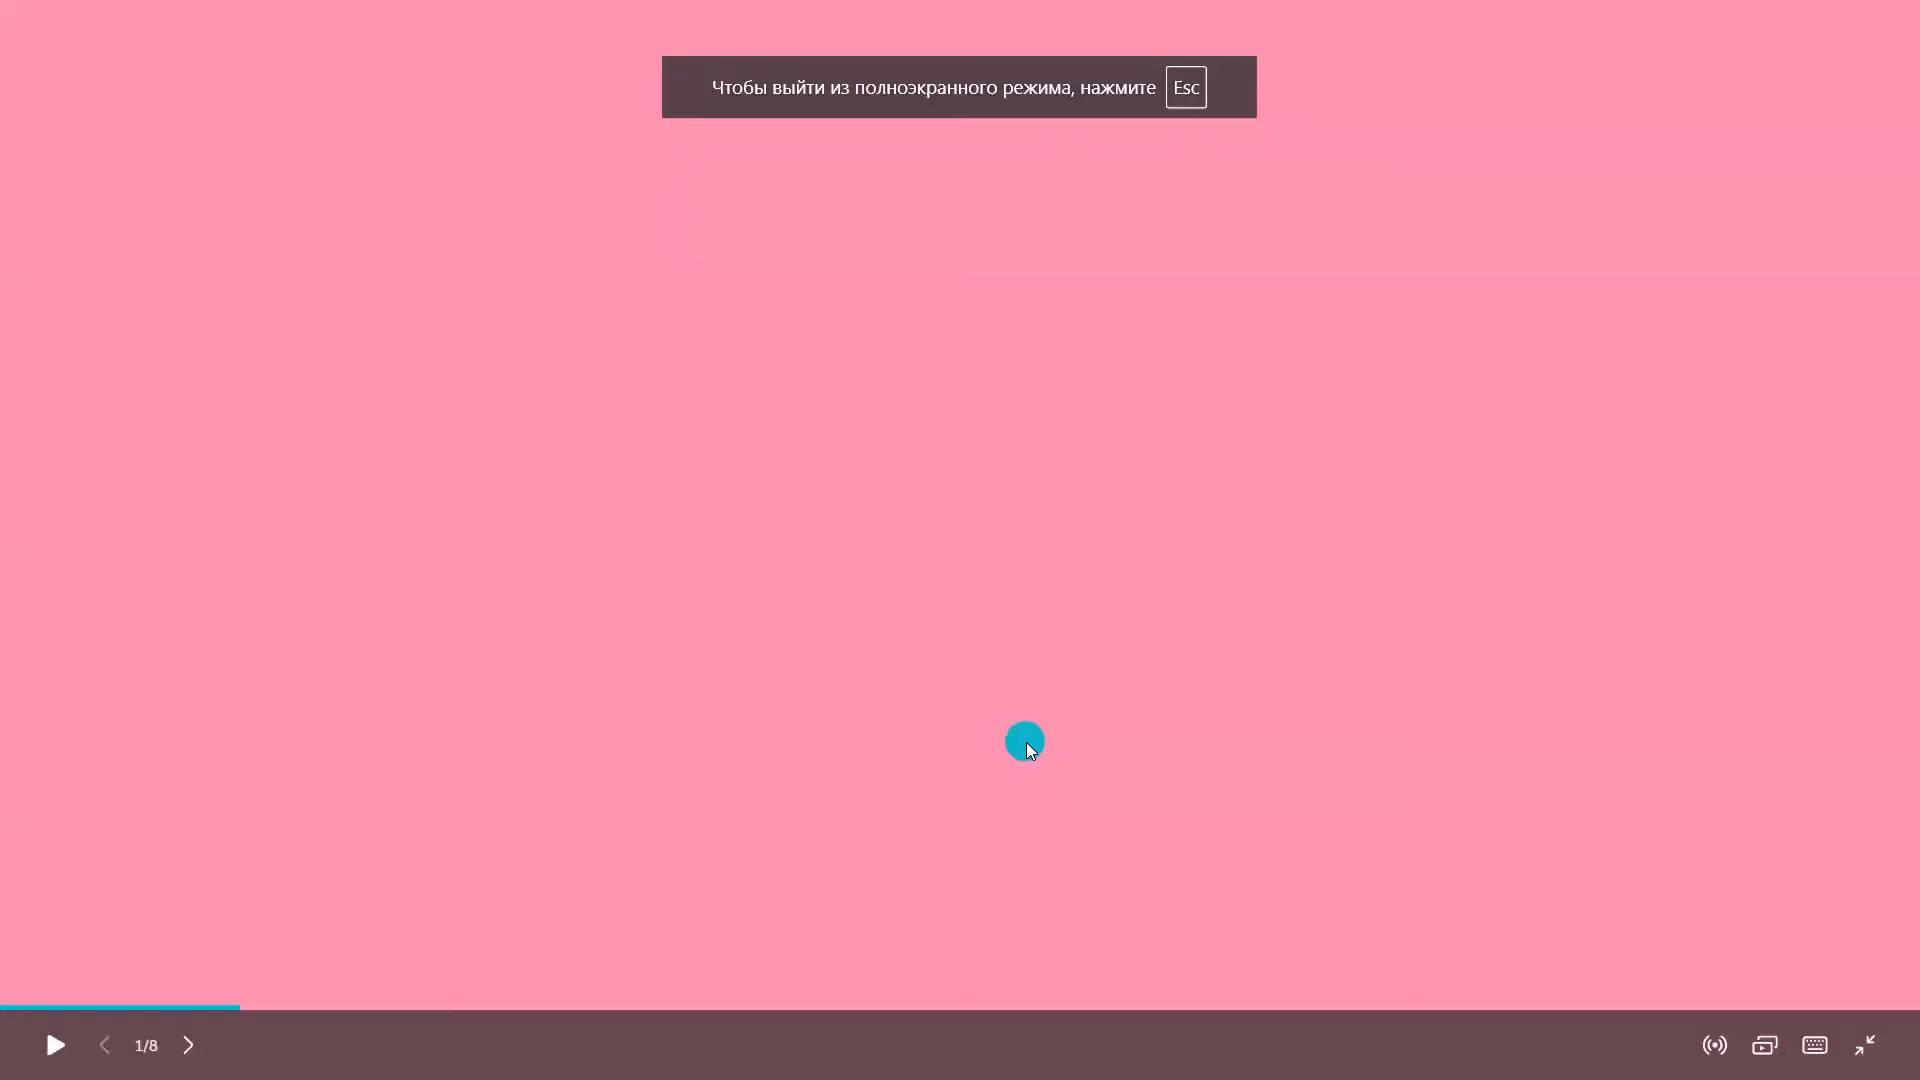 Чтобы выйти из полноэкранного режима, нажмите Esc
1/8